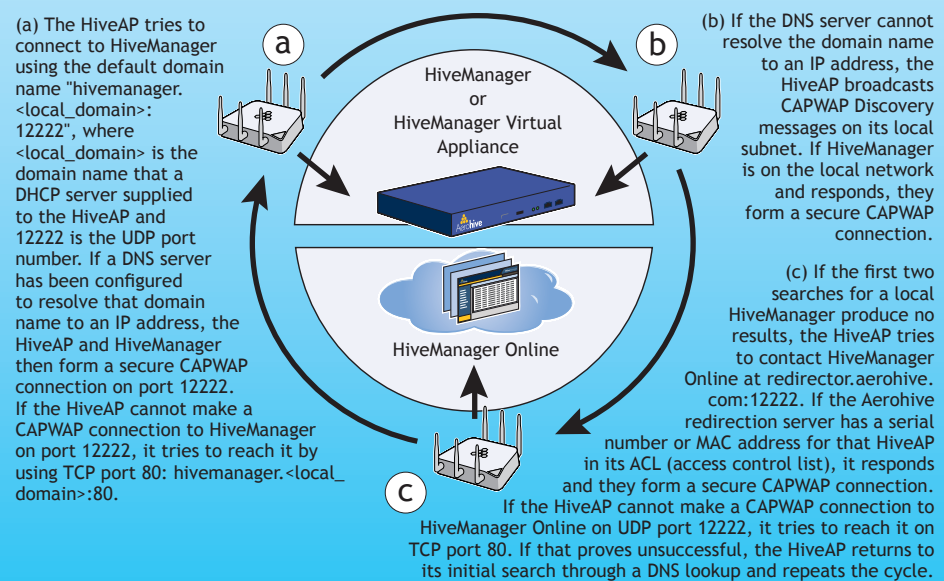 (a) The HiveAP tries to
connect to HiveManager
using the default domain
name "hivemanager.
<local_domain>:
12222", where
<local_domain> is the
domain name that a
DHCP server supplied
to the HiveAP and
12222 is the UDP port
number. If a DNS server
has been configured
to resolve that domain
name to an IP address, the
HiveAP and HiveManager
then form a secure CAPWAP
connection on port 12222.
If the HiveAP cannot make a
CAPWAP connection to HiveManager
on port 12222, it tries to reach it by
using TCP port 80: hivemanager.<local_
domain>:80.
a
HiveManager
or
HiveManager Virtual
Appliance
Aerohive
HiveManager Online
b
(b) If the DNS server cannot
resolve the domain name
to an IP address, the
HiveAP broadcasts
CAPWAP Discovery
messages on its local
subnet. If HiveManager
is on the local network
and responds, they
form a secure CAPWAP
connection.
c
(c) If the first two
searches for a local
HiveManager produce no
results, the HiveAP tries
to contact HiveManager
Online at redirector.aerohive.
com:12222. If the Aerohive
redirection server has a serial
number or MAC address for that HiveAP
in its ACL (access control list), it responds
and they form a secure CAPWAP connection.
If the HiveAP cannot make a CAPWAP connection to
HiveManager Online on UDP port 12222, it tries to reach it on
TCP port 80. If that proves unsuccessful, the HiveAP returns to
its initial search through a DNS lookup and repeats the cycle.